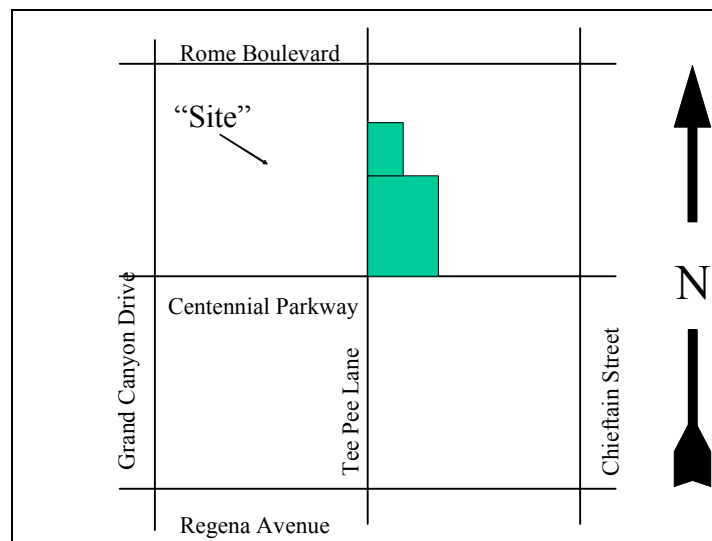 Rome Boulevard
“Site”
N
Centennial Parkway
Grand Canyon Drive
Tee Pee Lane
Chieftain Street
Regena Avenue